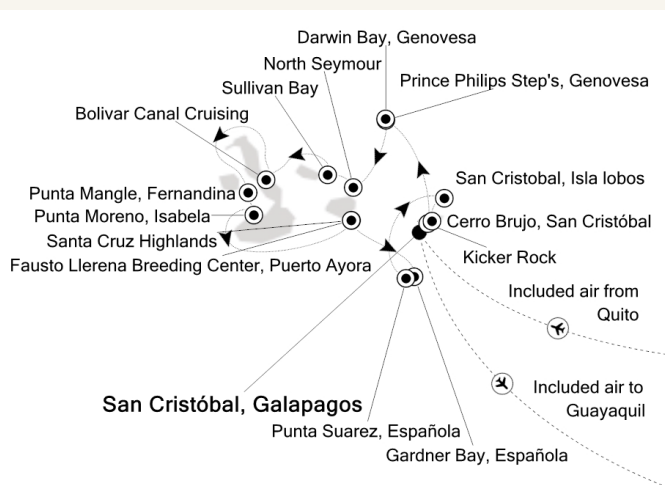 Darwin Bay, Genovesa
North Seymour
Prince Philips Step's, Genovesa
Sullivan Bay
Bolivar Canal Cruising
San Cristobal, Isla lobos
Punta Mangle, Fernandina
Punta Moreno, Isabela
Cerro Brujo, San Cristóbal
Santa Cruz Highlands
Kicker Rock
Fausto Llerena Breeding Center, Puerto Ayora
Included air from
Quito
Included air to
Guayaquil
San Cristóbal, Galapagos
Punta Suarez, Española
Gardner Bay, Española